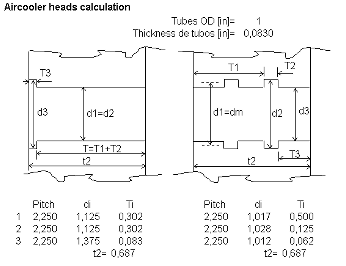 Aircooler heads calculation
Tubes OD [in]= 1
Thickness de tubos [in]= 0,0830
T3 T1 T2
d3 d1=d2 d1=dm d2 d3
T=T1+T2 T3
t2 t2
Pitch di Ti Pitch di Ti
1 2,250 1,125 0,302 2,250 1,017 0,500
2 2,250 1,125 0,302 2,250 1,028 0,125
3 2,250 1,375 0,083 2,250 1,012 0,062
t2= 0,687 t2= 0,687